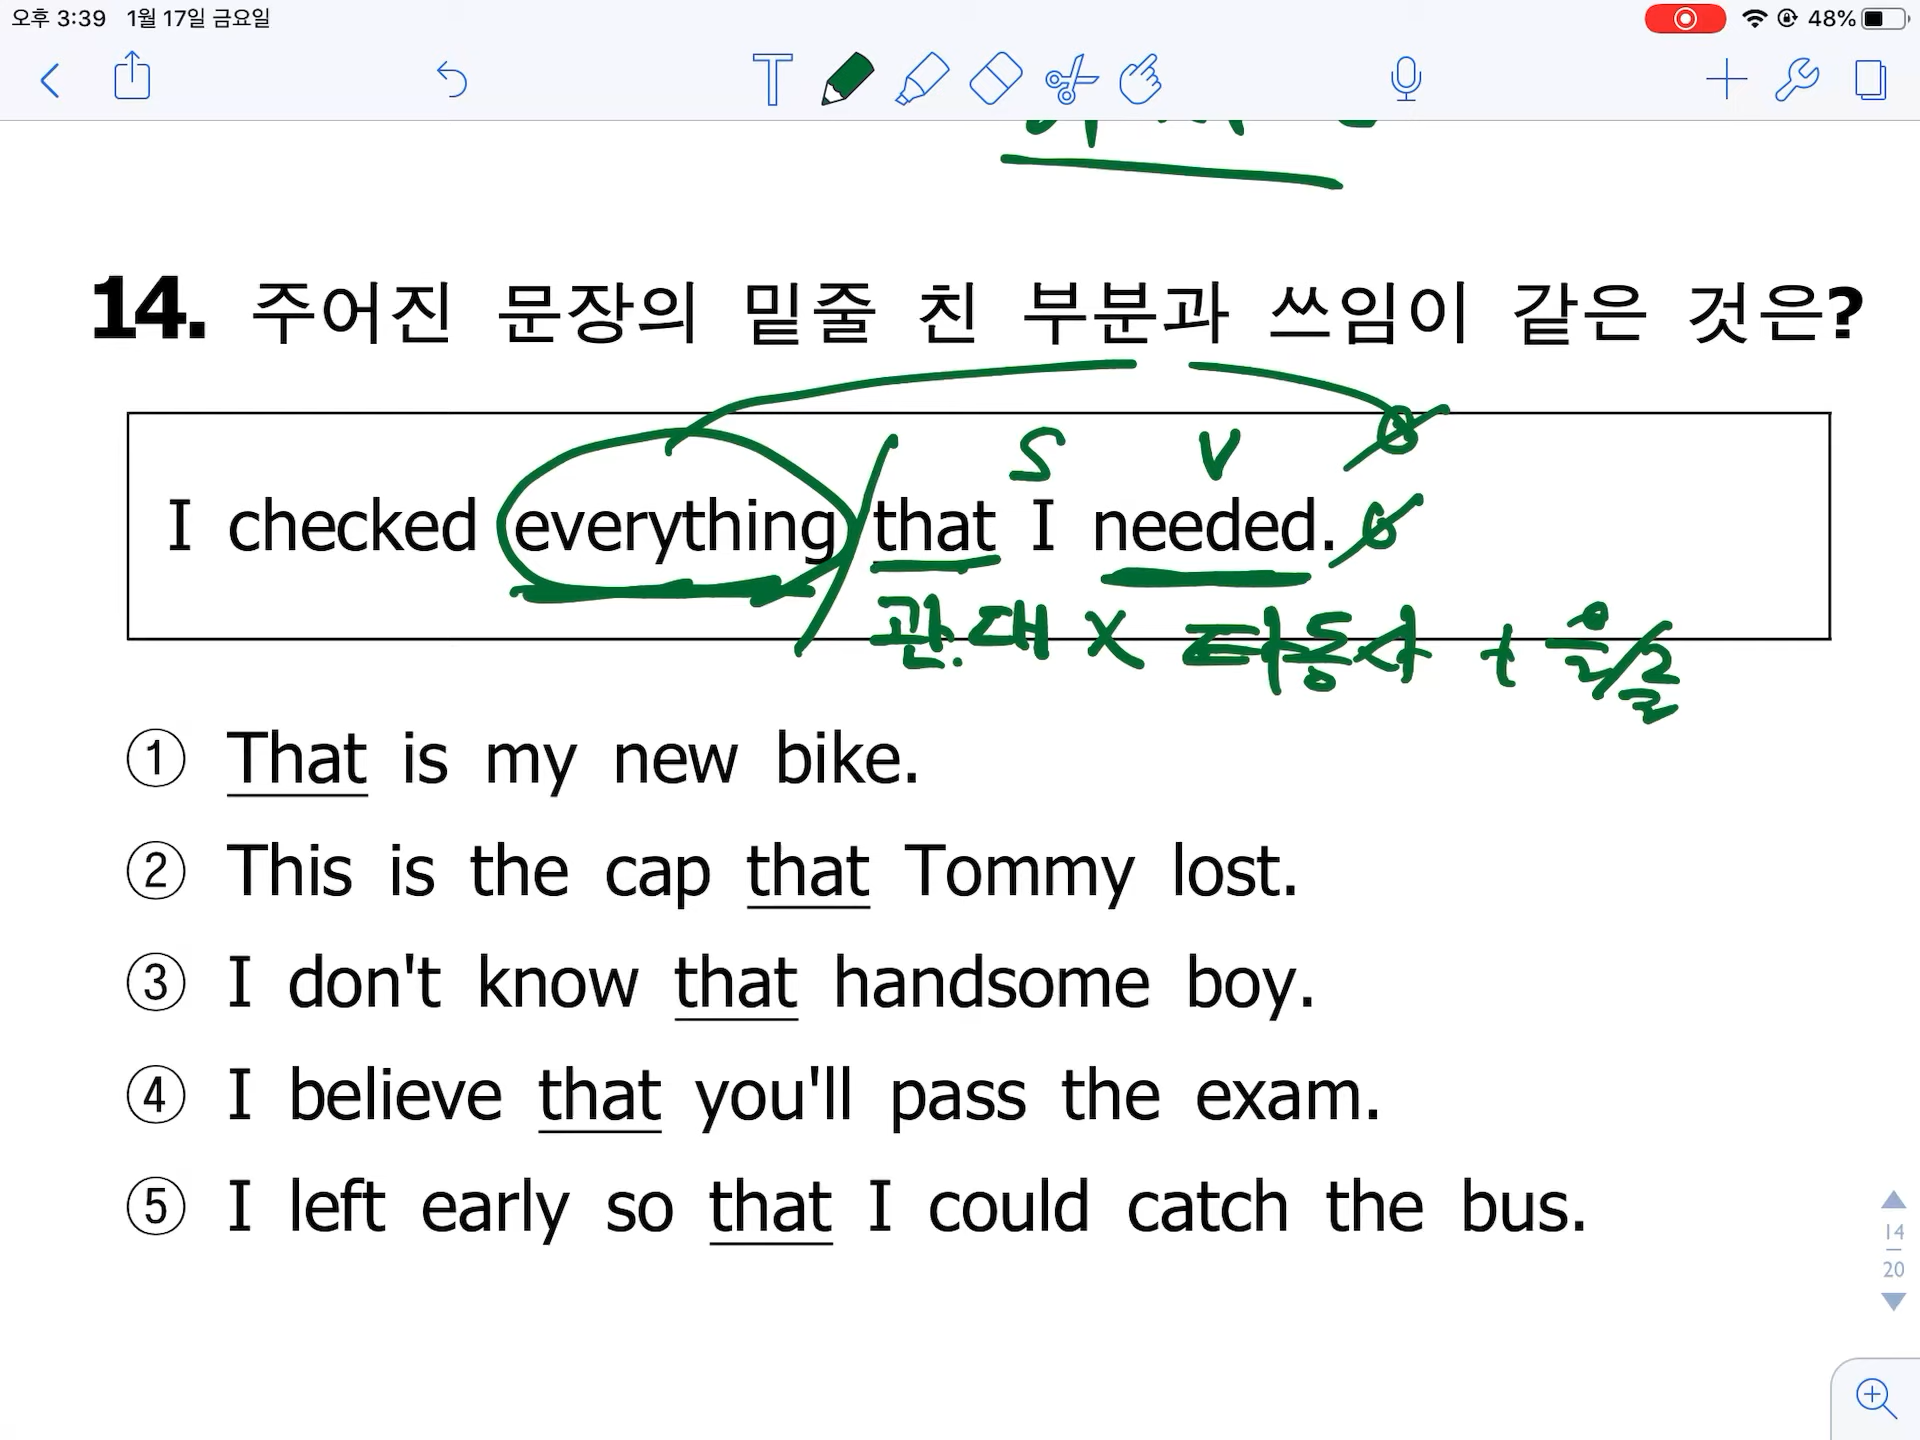 오후 3:39 1월 17일 금요일 48%
T
14. 주어진 문장의 밑줄 친 부분과 쓰임이 같은 것은?
S V
I checked everything that I needed.
관.대 X 타동사 + 을/를
① That is my new bike.
② This is the cap that Tommy lost.
③ I don't know that handsome boy.
④ I believe that you'll pass the exam.
⑤ I left early so that I could catch the bus.
14
20